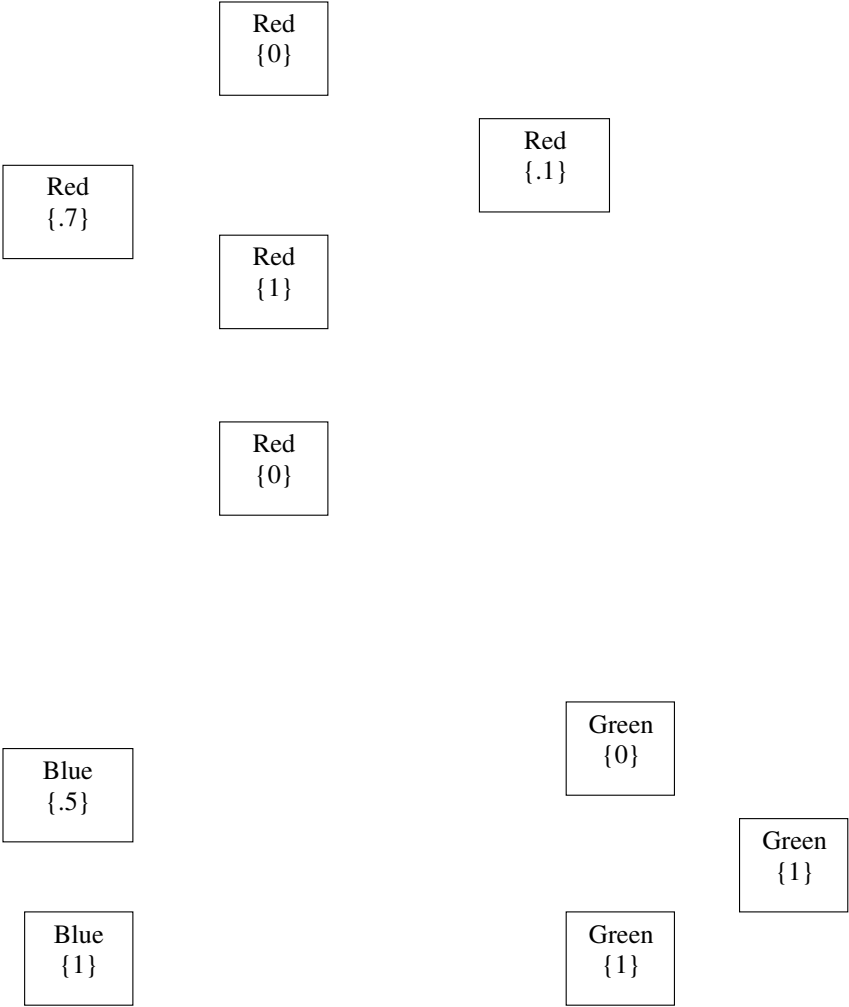 Red
{0}
Red
{.1}
Red
{.7}
Red
{1}
Red
{0}
Green
{0}
Blue
{.5}
Green
{1}
Blue
{1}
Green
{1}